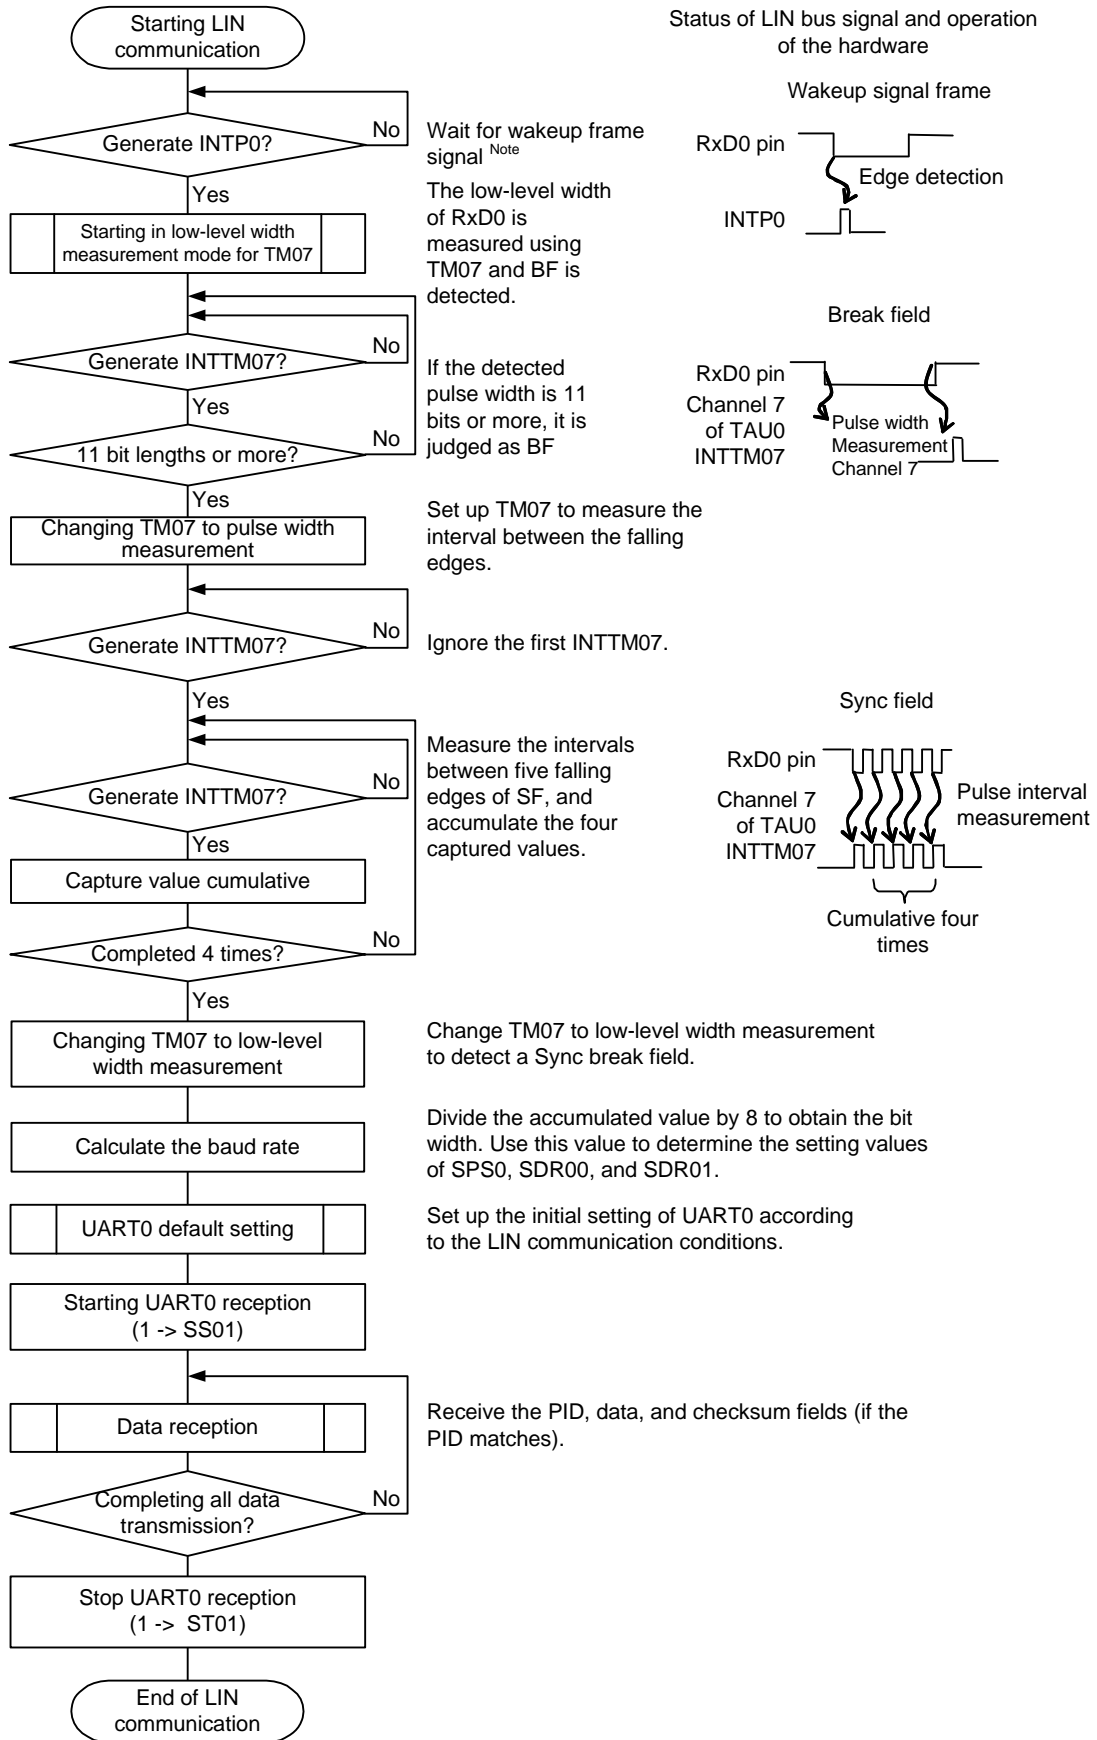 Starting LIN
communication
Status of LIN bus signal and operation
of the hardware
Wakeup signal frame
Generate INTP0?
No
Yes
Wait for wakeup frame
signal Note
RxD0 pin
Edge detection
INTP0
Starting in low-level width
measurement mode for TM07
The low-level width
of RxD0 is
measured using
TM07 and BF is
detected.
Break field
Generate INTTM07?
No
Yes
11 bit lengths or more?
No
Yes
If the detected
pulse width is 11
bits or more, it is
judged as BF
RxD0 pin
Channel 7
of TAU0
INTTM07
Pulse width
Measurement
Channel 7
Changing TM07 to pulse width
measurement
Set up TM07 to measure the
interval between the falling
edges.
Generate INTTM07?
No
Yes
Ignore the first INTTM07.
Sync field
Generate INTTM07?
No
Yes
Capture value cumulative
Completed 4 times?
No
Yes
Measure the intervals
between five falling
edges of SF, and
accumulate the four
captured values.
RxD0 pin
Channel 7
of TAU0
INTTM07
Pulse interval
measurement
Cumulative four
times
Changing TM07 to low-level
width measurement
Change TM07 to low-level width measurement
to detect a Sync break field.
Calculate the baud rate
Divide the accumulated value by 8 to obtain the bit
width. Use this value to determine the setting values
of SPS0, SDR00, and SDR01.
UART0 default setting
Set up the initial setting of UART0 according
to the LIN communication conditions.
Starting UART0 reception
(1 -> SS01)
Data reception
Receive the PID, data, and checksum fields (if the
PID matches).
Completing all data
transmission?
No
Stop UART0 reception
(1 -> ST01)
End of LIN
communication